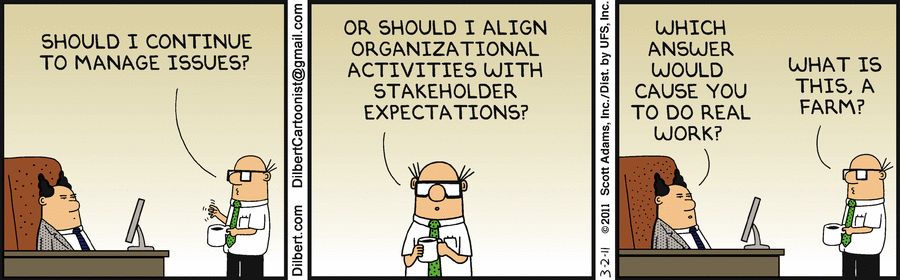 SHOULD I CONTINUE
TO MANAGE ISSUES?
Dilbert.com DilbertCartoonist@gmail.com
OR SHOULD I ALIGN
ORGANIZATIONAL
ACTIVITIES WITH
STAKEHOLDER
EXPECTATIONS?
3-2-11 ©2011 Scott Adams, Inc./Dist. by UFS, Inc.
WHICH
ANSWER
WOULD
CAUSE YOU
TO DO REAL
WORK?
WHAT IS
THIS, A
FARM?